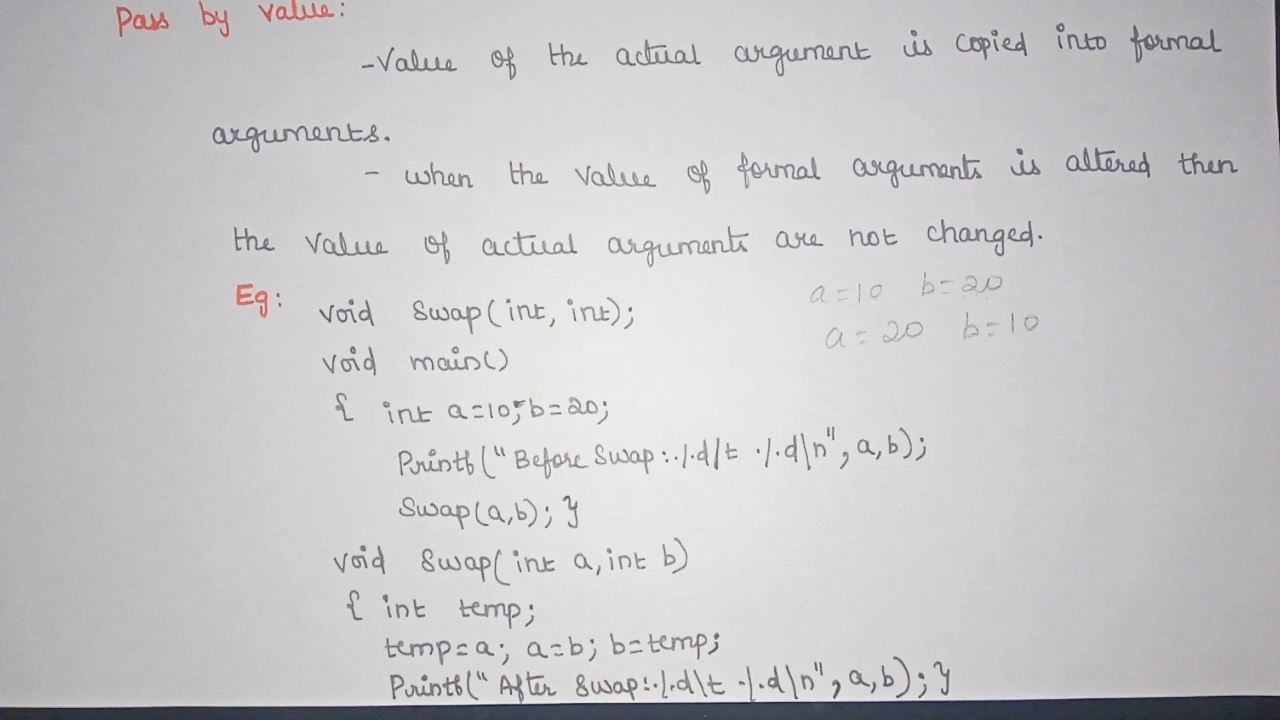 Pass by value:
-Value of the actual argument is copied into formal
arguments.
- when the value of formal arguments is altered then
the value of actual arguments are not changed.
a=10 b=20
Eg: void Swap(int, int);
a=20 b=10
void main()
{ int a=10, b=20;
Printf("Before Swap:%d/t %d\n", a,b);
Swap(a,b); }
void Swap(int a, int b)
{ int temp;
temp=a; a=b; b=temp;
Printf("After Swap:%d\t %d\n", a,b); }